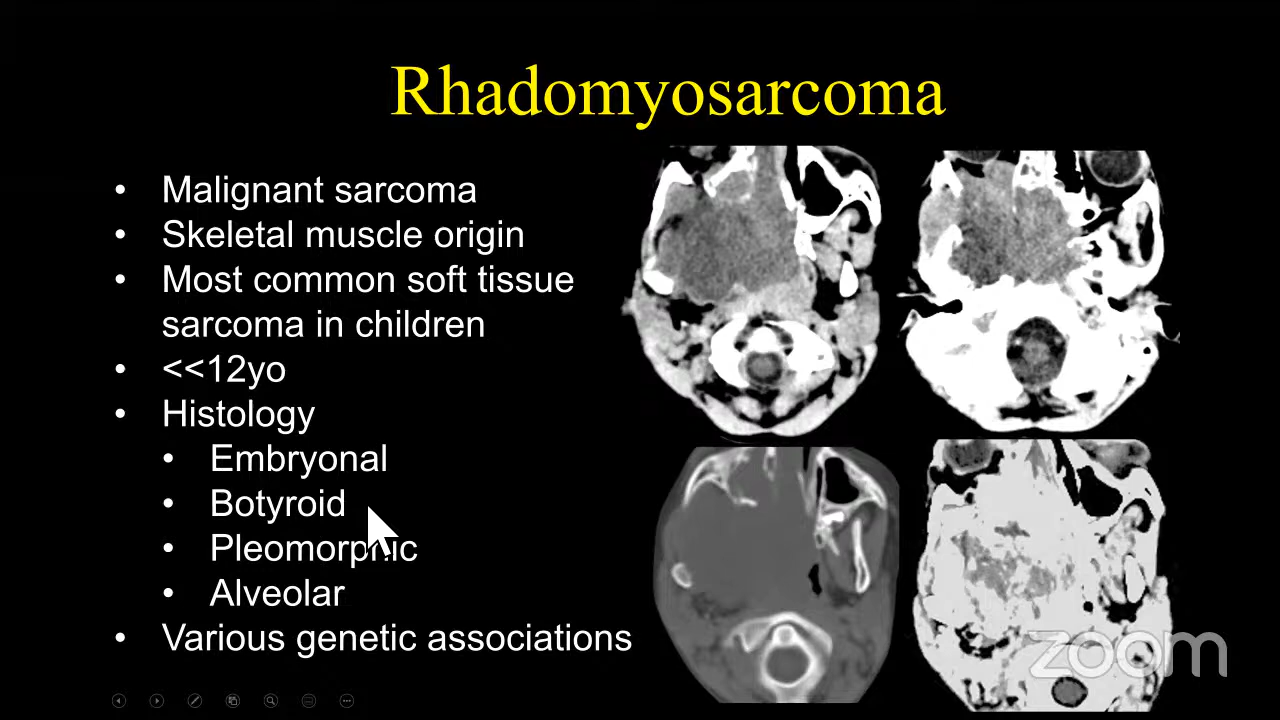 Rhadomyosarcoma
• Malignant sarcoma
• Skeletal muscle origin
• Most common soft tissue
sarcoma in children
• <<12yo
• Histology
• Embryonal
• Botyroid
• Pleomorphic
• Alveolar
• Various genetic associations
zoom